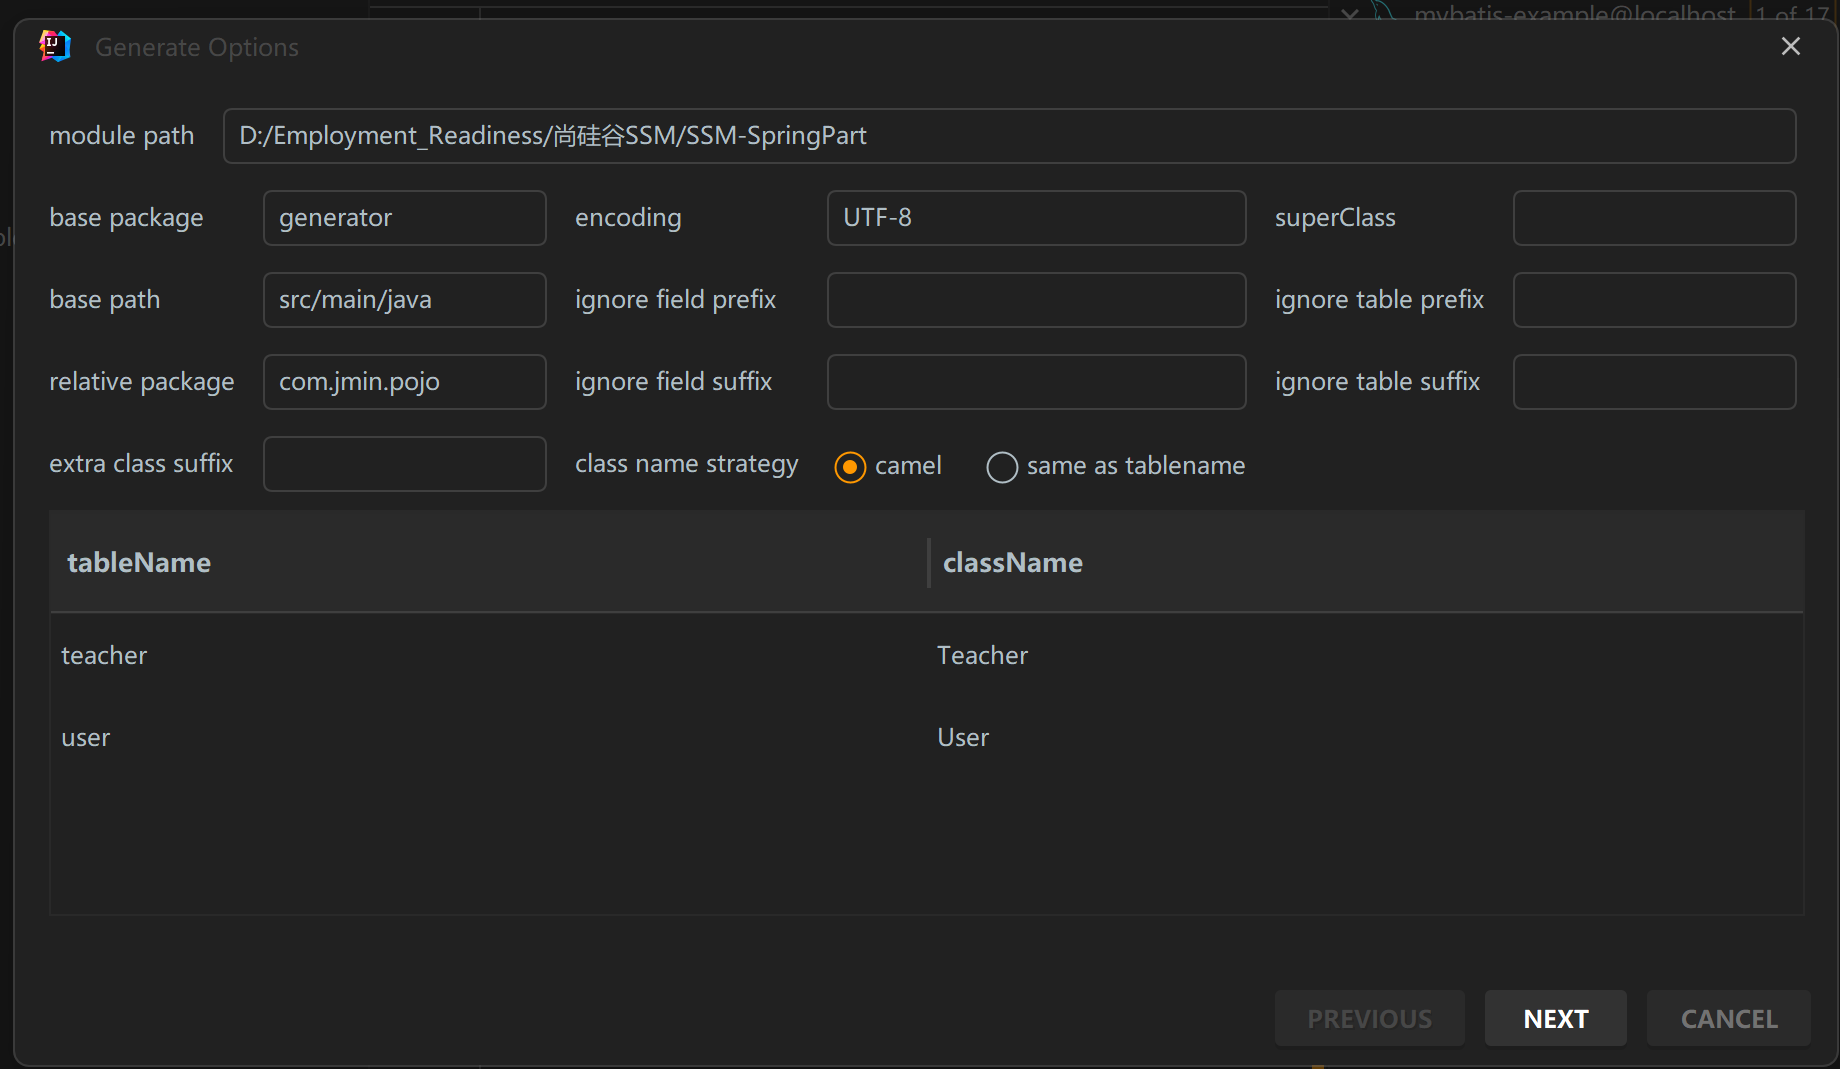 mybatis-example@localhost 1 of 17
IJ Generate Options
module path D:/Employment_Readiness/尚硅谷SSM/SSM-SpringPart
base package generator encoding UTF-8 superClass
base path src/main/java ignore field prefix ignore table prefix
relative package com.jmin.pojo ignore field suffix ignore table suffix
extra class suffix class name strategy camel same as tablename
tableName className
teacher Teacher
user User
PREVIOUS NEXT CANCEL